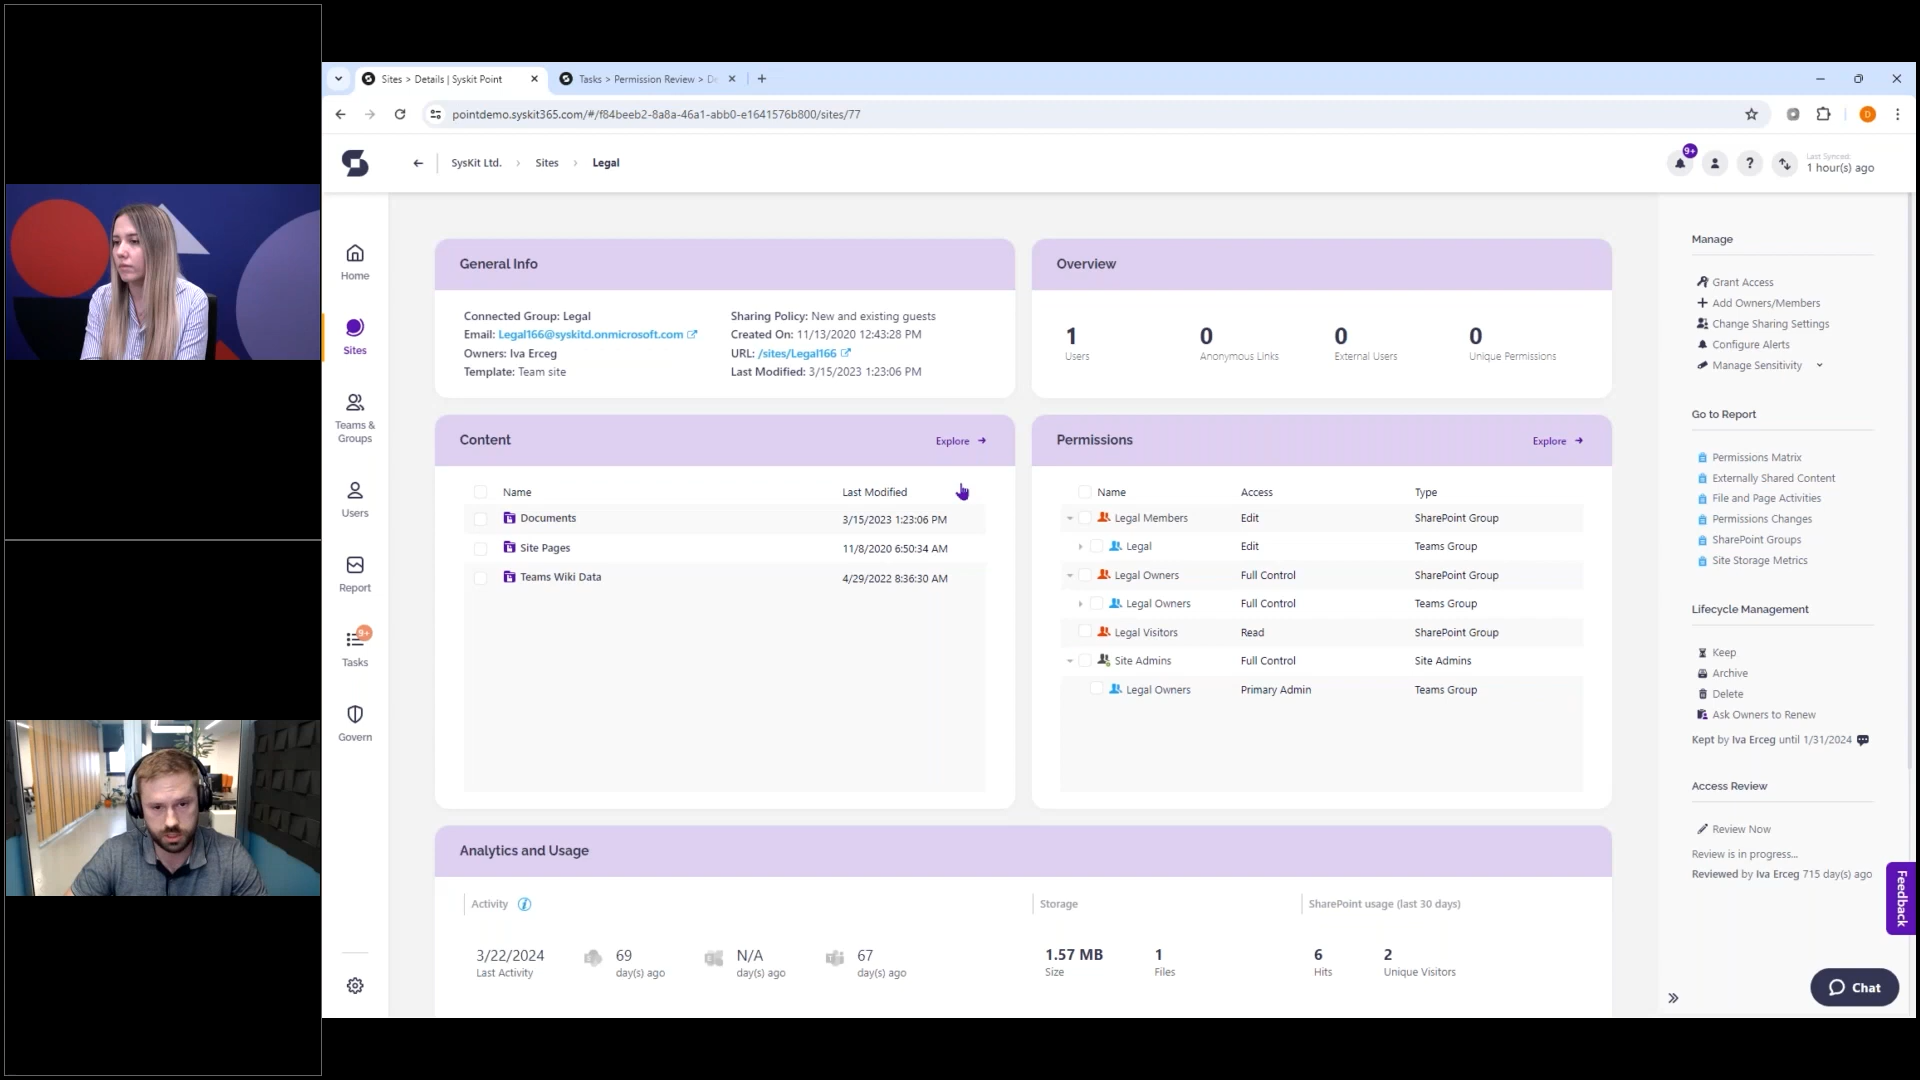 Sites > Details | Syskit Point
Tasks > Permission Review > De
pointdemo.syskit365.com/#/f84beeb2-8a8a-46a1-abb0-e1641576b800/sites/77
D
SysKit Ltd. > Sites > Legal
9+
?
Last Synced:
1 hour(s) ago
Home
Sites
Teams &
Groups
Users
Report
9+
Tasks
Govern
General Info
Connected Group: Legal
Email: Legal166@syskitd.onmicrosoft.com
Owners: Iva Erceg
Template: Team site
Sharing Policy: New and existing guests
Created On: 11/13/2020 12:43:28 PM
URL: /sites/Legal166
Last Modified: 3/15/2023 1:23:06 PM
Overview
1 0 0 0
Users Anonymous Links External Users Unique Permissions
Content
Explore
Name Last Modified
Documents 3/15/2023 1:23:06 PM
Site Pages 11/8/2020 6:50:34 AM
Teams Wiki Data 4/29/2022 8:36:30 AM
Permissions
Explore
Name Access Type
Legal Members Edit SharePoint Group
Legal Edit Teams Group
Legal Owners Full Control SharePoint Group
Legal Owners Full Control Teams Group
Legal Visitors Read SharePoint Group
Site Admins Full Control Site Admins
Legal Owners Primary Admin Teams Group
Analytics and Usage
Activity
3/22/2024 69 N/A 67
Last Activity day(s) ago day(s) ago day(s) ago
Storage
1.57 MB 1
Size Files
SharePoint usage (last 30 days)
6 2
Hits Unique Visitors
Manage
Grant Access
Add Owners/Members
Change Sharing Settings
Configure Alerts
Manage Sensitivity
Go to Report
Permissions Matrix
Externally Shared Content
File and Page Activities
Permissions Changes
SharePoint Groups
Site Storage Metrics
Lifecycle Management
Keep
Archive
Delete
Ask Owners to Renew
Kept by Iva Erceg until 1/31/2024
Access Review
Review Now
Review is in progress...
Reviewed by Iva Erceg 715 day(s) ago
Feedback
Chat